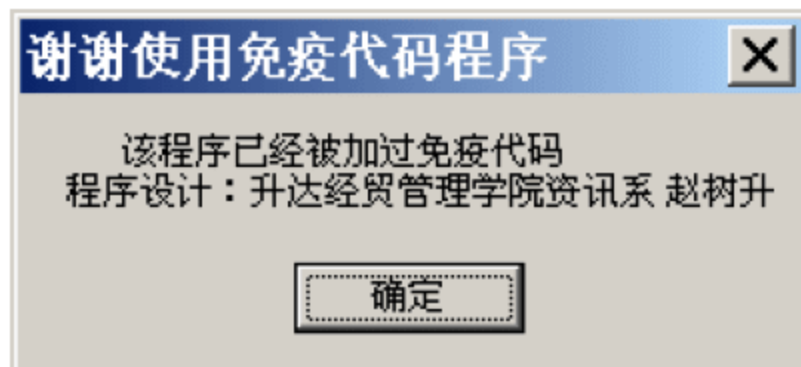 谢谢使用免疫代码程序
该程序已经被加过免疫代码
程序设计：升达经贸管理学院资讯系 赵树升
确定